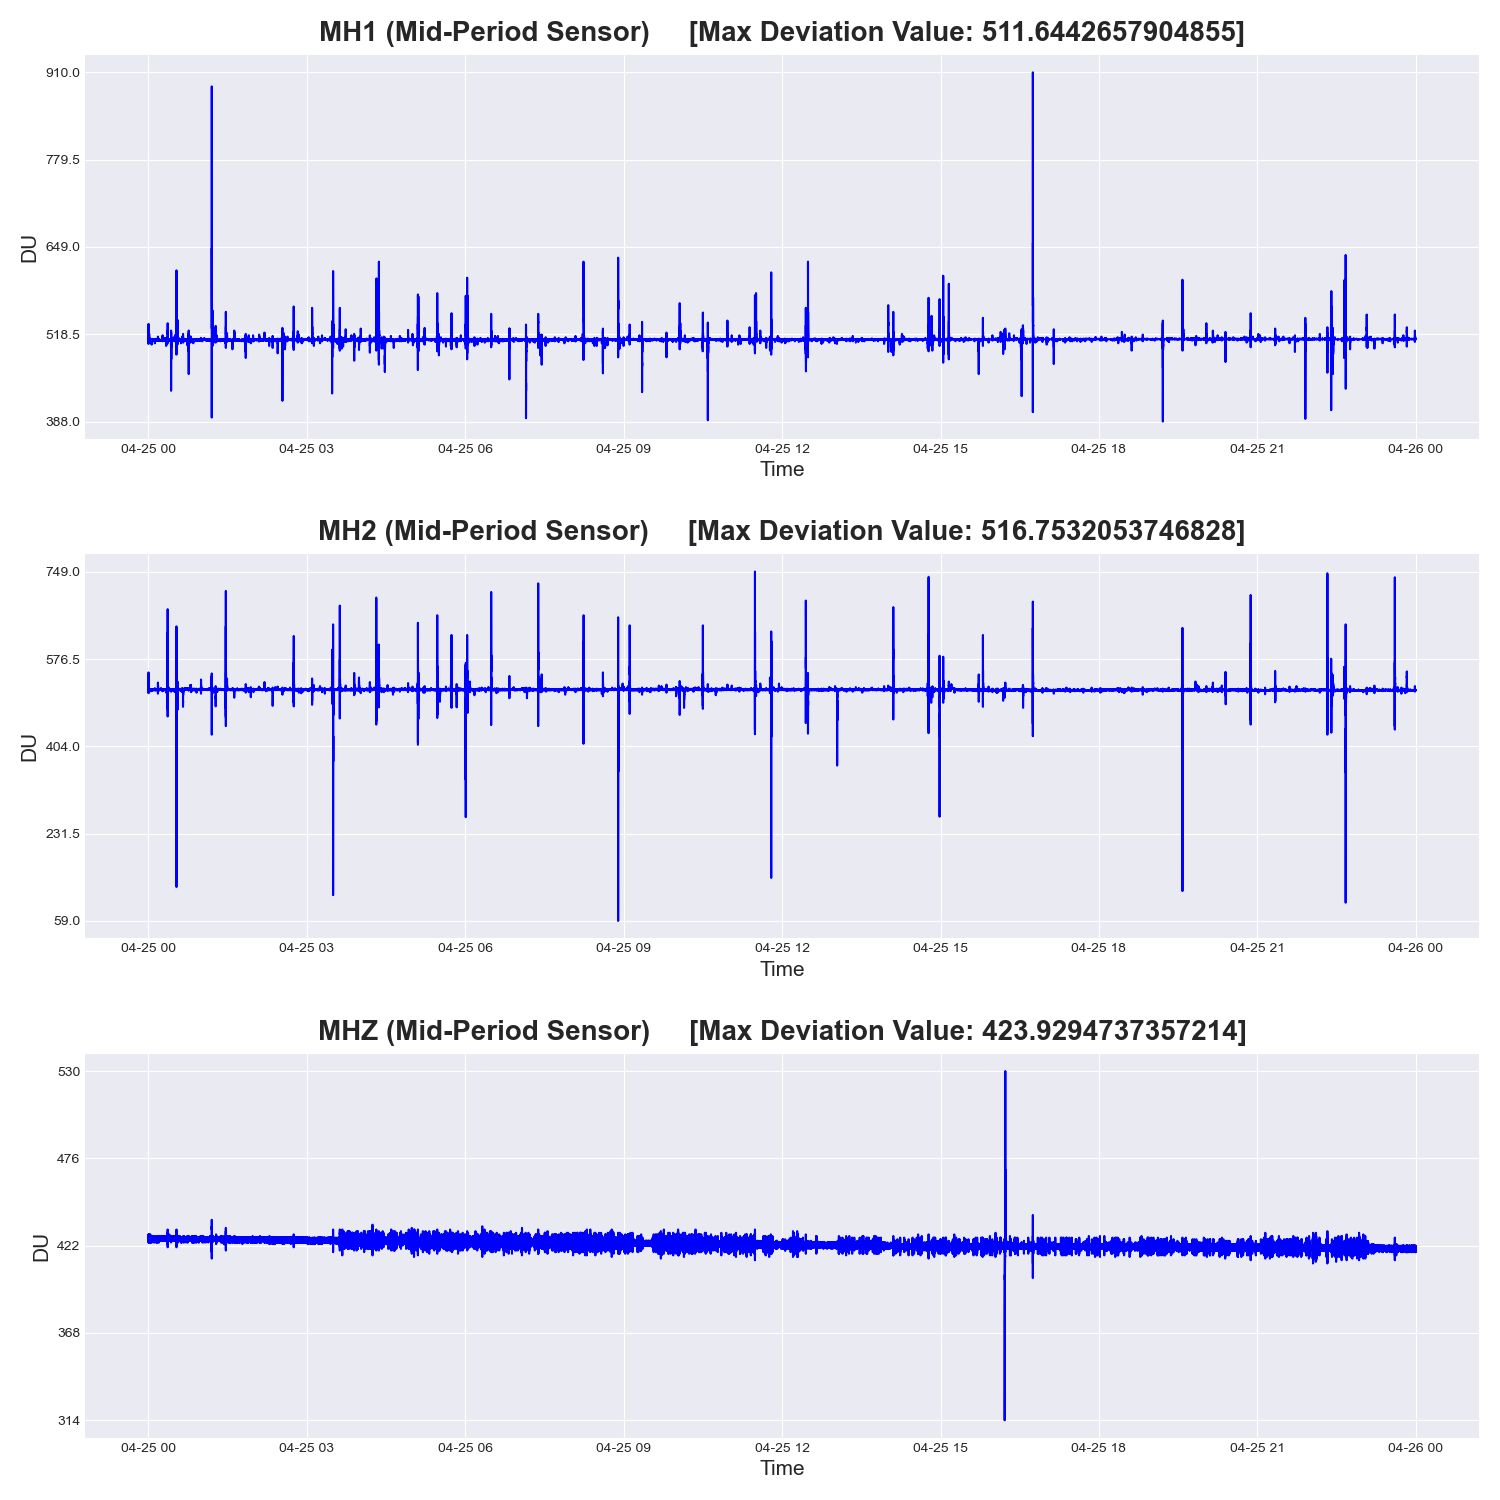 MH1 (Mid-Period Sensor) [Max Deviation Value: 511.6442657904855]
910.0
779.5
649.0
518.5
388.0
DU
04-25 00 04-25 03 04-25 06 04-25 09 04-25 12 04-25 15 04-25 18 04-25 21 04-26 00
Time
MH2 (Mid-Period Sensor) [Max Deviation Value: 516.7532053746828]
749.0
576.5
404.0
231.5
59.0
DU
04-25 00 04-25 03 04-25 06 04-25 09 04-25 12 04-25 15 04-25 18 04-25 21 04-26 00
Time
MHZ (Mid-Period Sensor) [Max Deviation Value: 423.9294737357214]
530
476
422
368
314
DU
04-25 00 04-25 03 04-25 06 04-25 09 04-25 12 04-25 15 04-25 18 04-25 21 04-26 00
Time